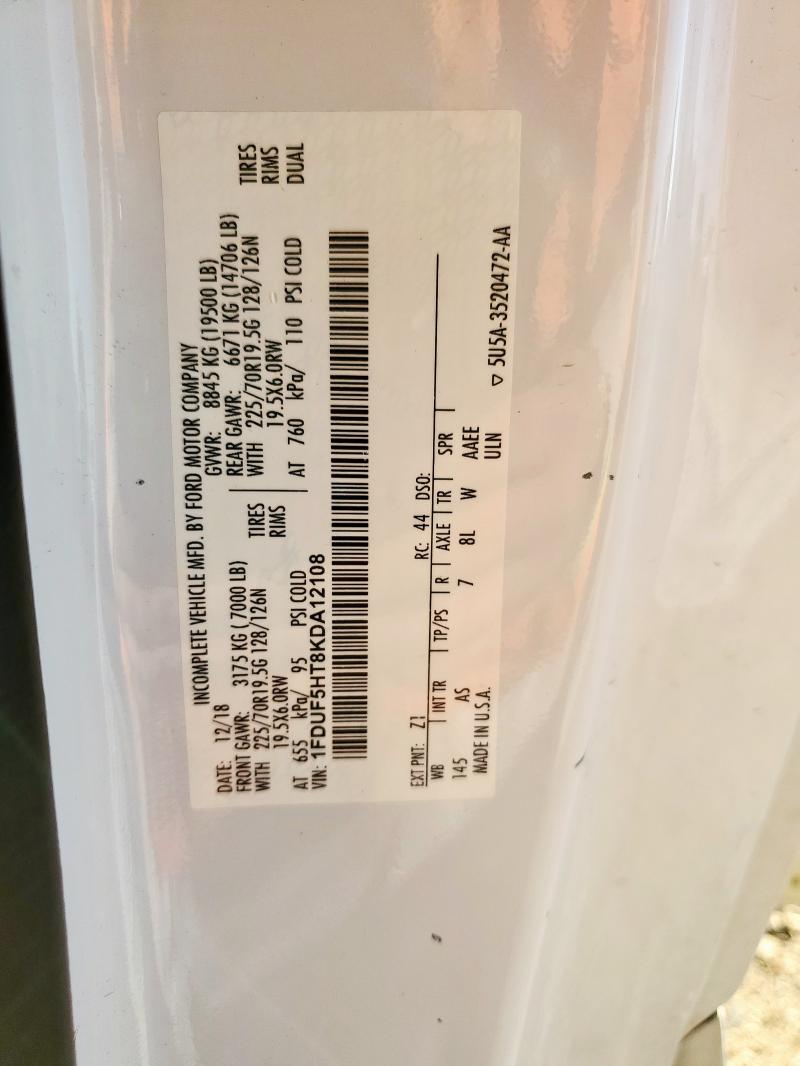 INCOMPLETE VEHICLE MFD. BY FORD MOTOR COMPANY
DATE: 12/18 GVWR: 8845 KG (19500 LB)
FRONT GAWR: 3175 KG ( 7000 LB) REAR GAWR: 6671 KG (14706 LB)
WITH 225/70R19.5G 128/126N TIRES WITH 225/70R19.5G 128/126N TIRES
19.5X6.0RW RIMS 19.5X6.0RW RIMS
AT 655 kPa/ 95 PSI COLD AT 760 kPa/ 110 PSI COLD DUAL
VIN: 1FDUF5HT8KDA12108
EXT PNT: Z1 RC: 44 DSO:
WB INT TR TP/PS R AXLE TR SPR
145 AS 7 8L W AAEE
MADE IN U.S.A. ULN
▽ 5U5A-3520472-AA